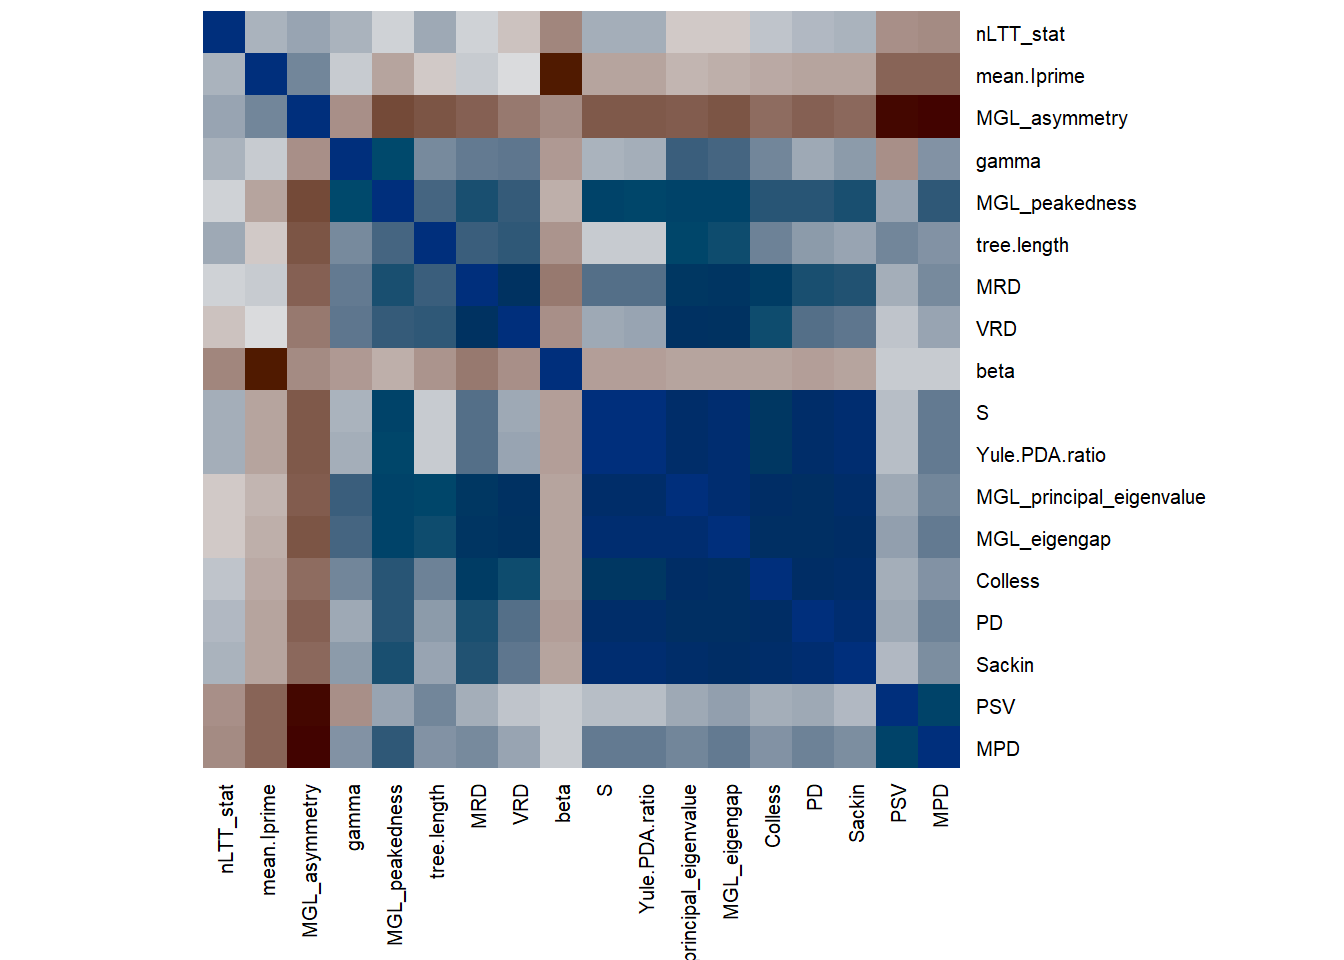 nLTT_stat
mean.Iprime
MGL_asymmetry
gamma
MGL_peakedness
tree.length
MRD
VRD
beta
S
Yule.PDA.ratio
MGL_principal_eigenvalue
MGL_eigengap
Colless
PD
Sackin
PSV
MPD
nLTT_stat
mean.Iprime
MGL_asymmetry
gamma
MGL_peakedness
tree.length
MRD
VRD
beta
S
Yule.PDA.ratio
principal_eigenvalue
MGL_eigengap
Colless
PD
Sackin
PSV
MPD